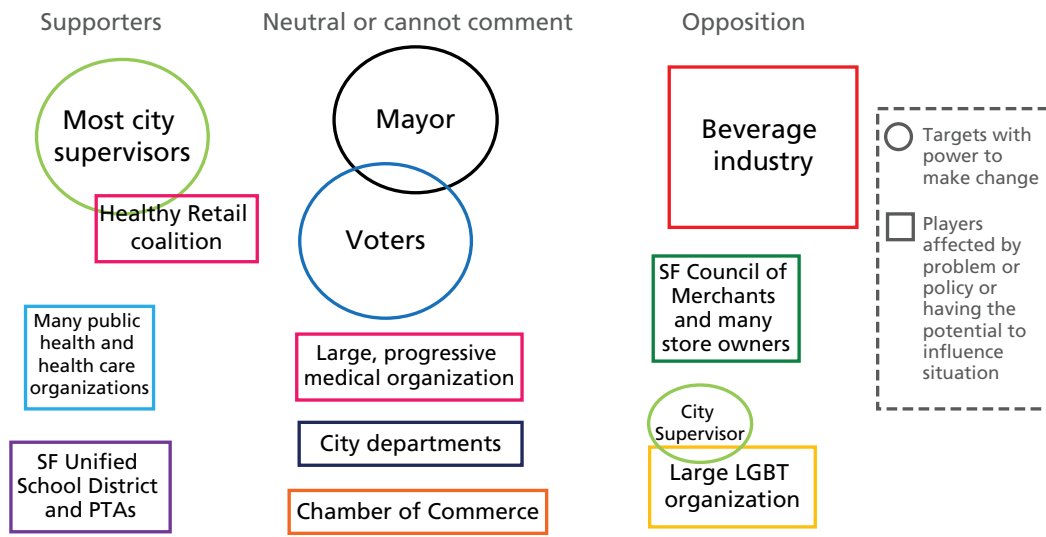 Supporters
Most city
supervisors
Healthy Retail
coalition
Many public
health and
health care
organizations
SF Unified
School District
and PTAs
Neutral or cannot comment
Mayor
Voters
Large, progressive
medical organization
City departments
Chamber of Commerce
Opposition
Beverage
industry
SF Council of
Merchants
and many
store owners
City
Supervisor
Large LGBT
organization
Targets with
power to
make change
Players
affected by
problem or
policy or
having the
potential to
influence
situation